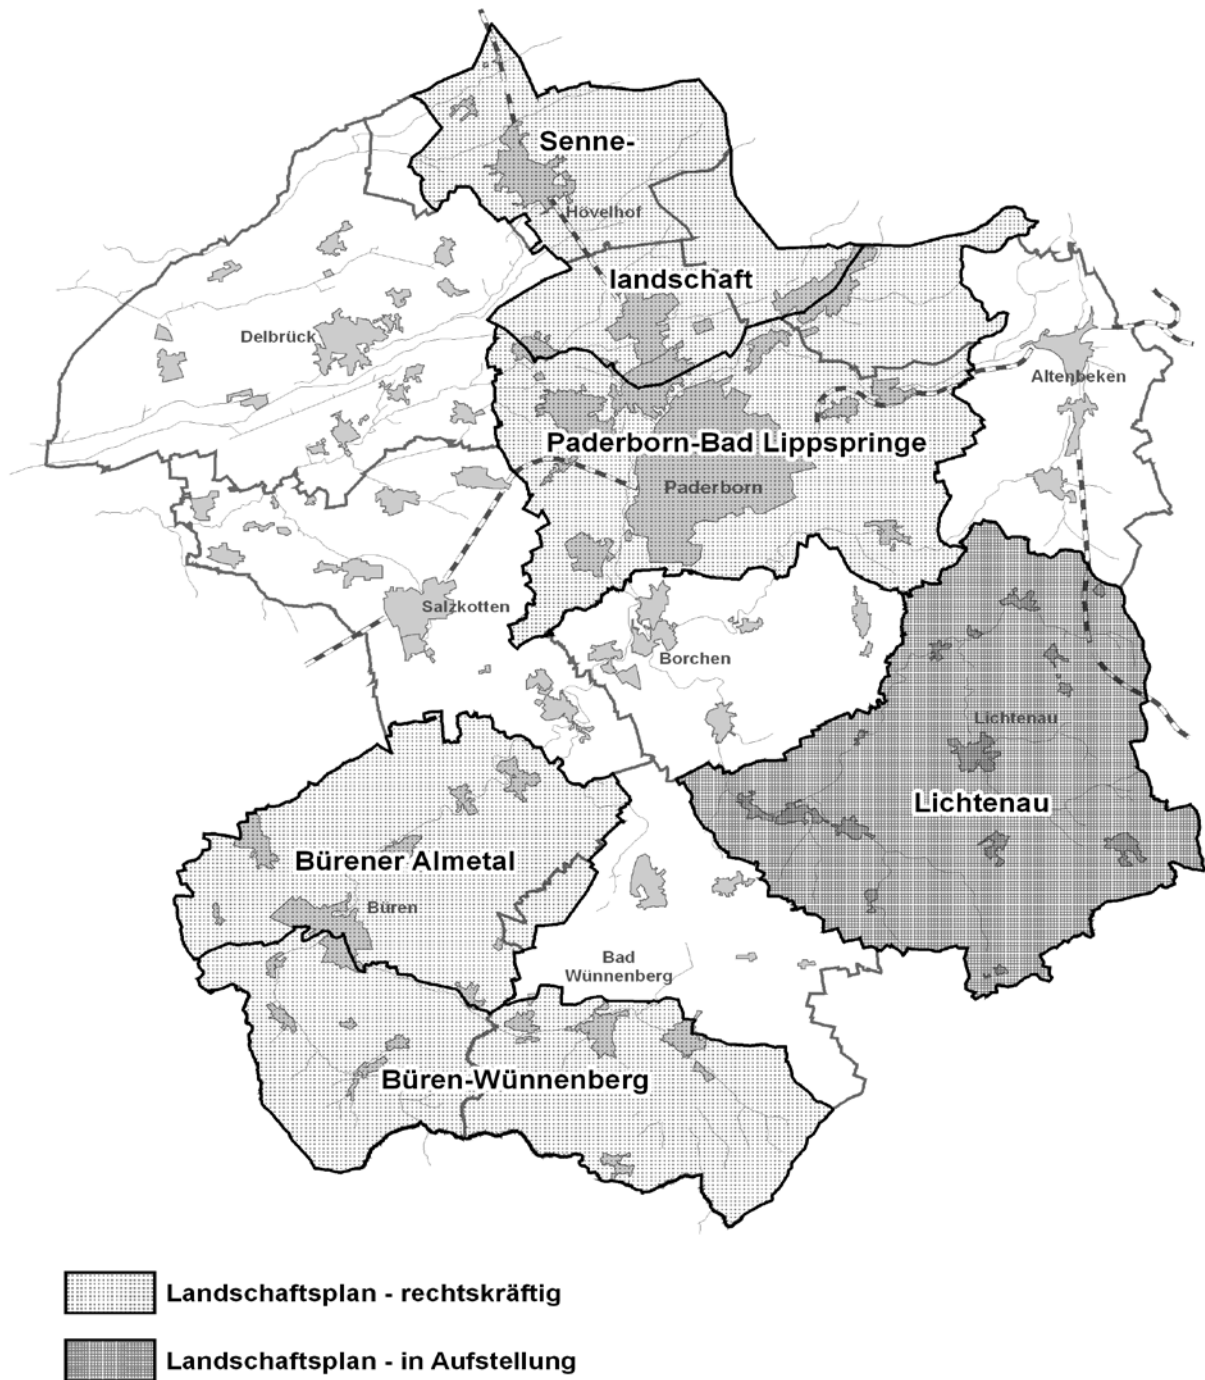 Senne-
Hövelhof
landschaft
Delbrück
Altenbeken
Paderborn-Bad Lippspringe
Paderborn
Salzkotten
Borchen
Lichtenau
Lichtenau
Bürener Almetal
Büren
Bad
Wünnenberg
Büren-Wünnenberg
Landschaftsplan - rechtskräftig
Landschaftsplan - in Aufstellung